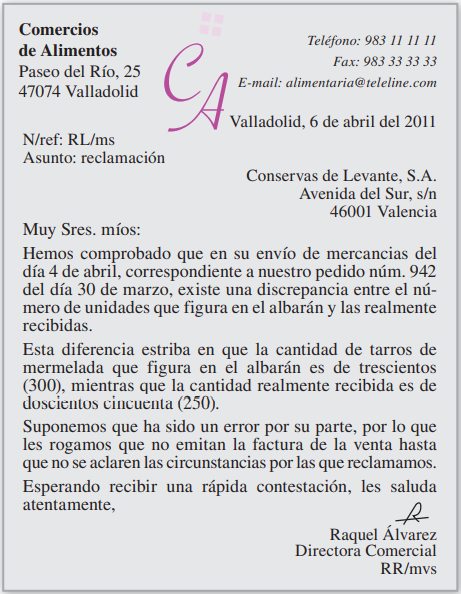 Comercios
de Alimentos
Paseo del Río, 25
47074 Valladolid
Teléfono: 983 11 11 11
Fax: 983 33 33 33
E-mail: alimentaria@teleline.com
CA
Valladolid, 6 de abril del 2011
N/ref: RL/ms
Asunto: reclamación
Conservas de Levante, S.A.
Avenida del Sur, s/n
46001 Valencia
Muy Sres. míos:
Hemos comprobado que en su envío de mercancias del
día 4 de abril, correspondiente a nuestro pedido núm. 942
del día 30 de marzo, existe una discrepancia entre el nú-
mero de unidades que figura en el albarán y las realmente
recibidas.
Esta diferencia estriba en que la cantidad de tarros de
mermelada que figura en el albarán es de trescientos
(300), mientras que la cantidad realmente recibida es de
doscientos cincuenta (250).
Suponemos que ha sido un error por su parte, por lo que
les rogamos que no emitan la factura de la venta hasta
que no se aclaren las circunstancias por las que reclamamos.
Esperando recibir una rápida contestación, les saluda
atentamente,
Raquel Álvarez
Directora Comercial
RR/mvs